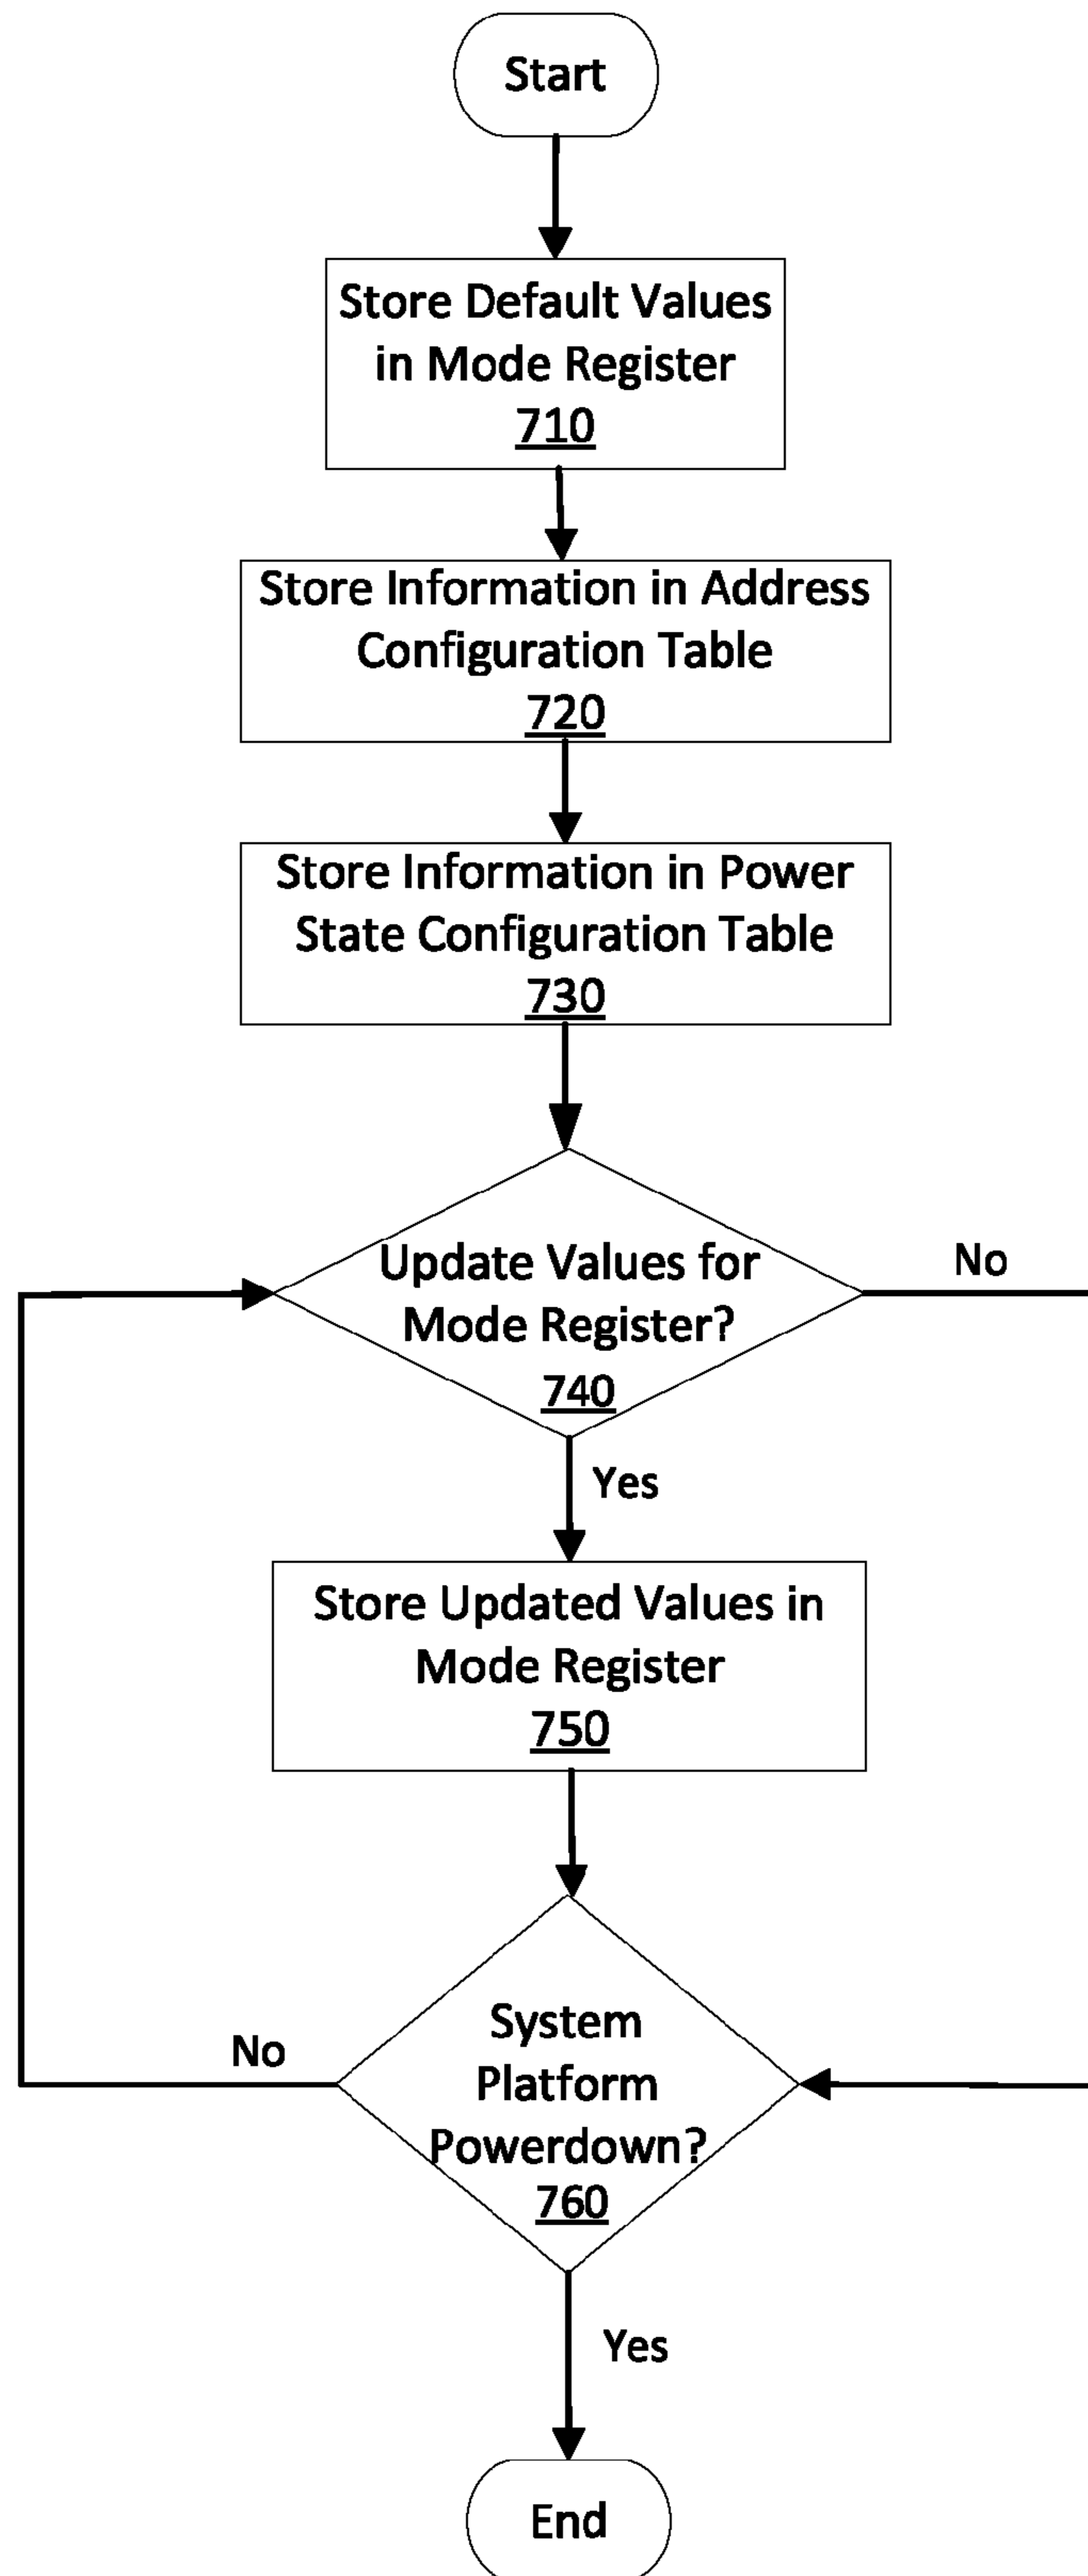 Start
Store Default Values
in Mode Register
710
Store Information in Address
Configuration Table
720
Store Information in Power
State Configuration Table
730
Update Values for
Mode Register?
740
No
Yes
Store Updated Values in
Mode Register
750
System
Platform
Powerdown?
760
No
Yes
End